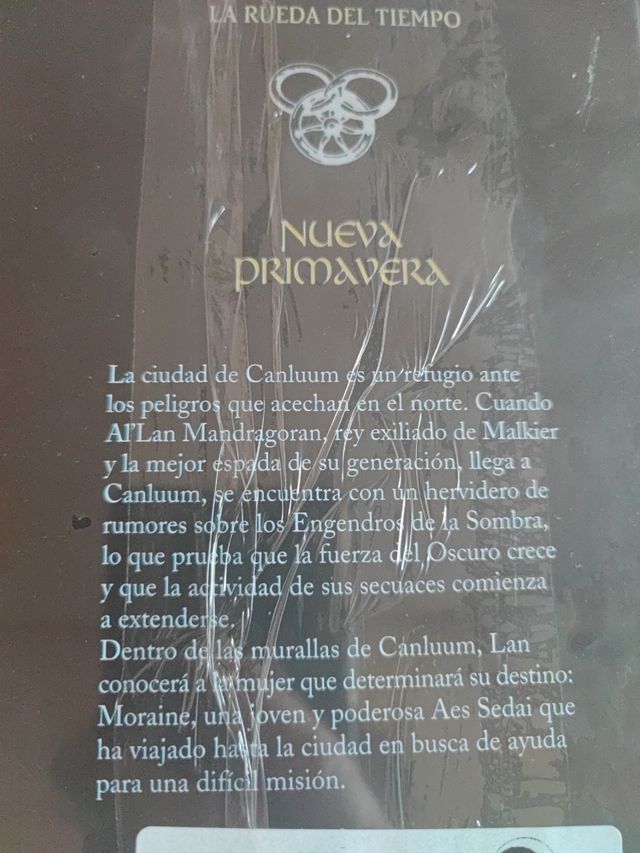 LA RUEDA DEL TIEMPO
NUEVA
PRIMAVERA
La ciudad de Canluum es un refugio ante
los peligros que acechan en el norte. Cuando
Al'Lan Mandragoran, rey exiliado de Malkier
y la mejor espada de su generación, llega a
Canluum, se encuentra con un hervidero de
rumores sobre los Engendros de la Sombra,
lo que prueba que la fuerza del Oscuro crece
y que la actividad de sus secuaces comienza
a extenderse.
Dentro de las murallas de Canluum, Lan
conocerá a la mujer que determinará su destino:
Moraine, una joven y poderosa Aes Sedai que
ha viajado hasta la ciudad en busca de ayuda
para una difícil misión.